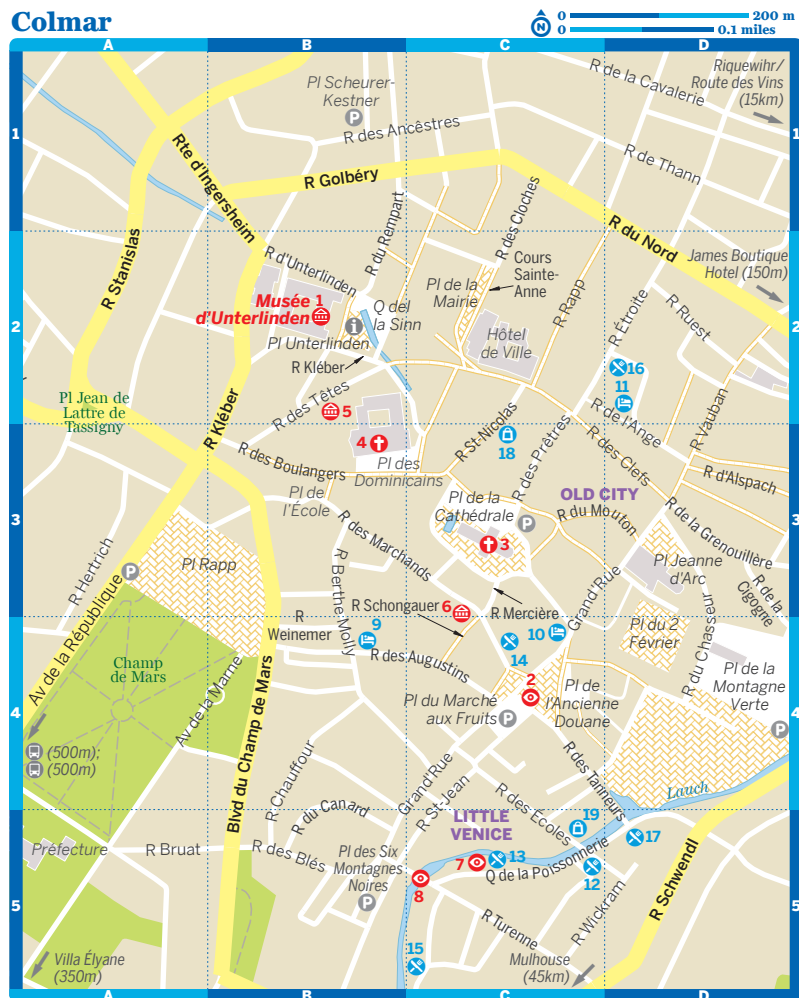 Colmar
N
0 200 m
0 0.1 miles
A B C D
1
2
3
4
5
1
2
3
4
5
A B C D
Riquewihr/
Route des Vins
(15km)
R de la Cavalerie
Pl Scheurer-
Kestner
P
R des Ancêstres
R de Thann
Rte d'Ingersheim
R Golbéry
R du Nord
R Stanislas
R du Rempart
R des Cloches
R d'Unterlinden
Cours
Sainte-
Anne
Pl de la
Mairie
James Boutique
Hotel (150m)
Musée 1
d'Unterlinden
Q de l
la Sinn
i
Pl Unterlinden
R Rapp
R Étroite
R Ruest
Hôtel
de Ville
R Kléber
16
11
Pl Jean de
Lattre de
Tassigny
R Kléber
R des Têtes
5
4
R St-Nicolas
18
R des Prêtres
R de l'Ange
R des Clefs
R Vauban
R d'Alspach
R des Boulangers
Pl des
Dominicains
Pl de
l'École
Pl de la
Cathédrale
P
OLD CITY
R du Mouton
R de la Grenouillère
3
R Hertrich
Pl Rapp
P
R des Marchands
R Berthe Molly
Pl Jeanne
d'Arc
R de la
Cigogne
Av de la République
R Schongauer
6
R Mercière
Grand'Rue
R
Weinemer
9
10
14
Pl du 2
Février
R du Chasseur
Champ
de Mars
Av de la Marne
R des Augustins
2
Pl de
l'Ancienne
Douane
Pl de la
Montagne
Verte
P
Pl du Marché
aux Fruits
P
(500m);
(500m)
Blvd du Champ de Mars
R Chauffour
Grand'Rue
R St-Jean
R des Tanneurs
Lauch
R du Canard
R des Écoles
LITTLE
VENICE
19
17
Préfecture
R Bruat
R des Blés
Pl des Six
Montagnes
Noires
P
7
13
Q de la Poissonnerie
12
8
R Schwendi
R Turenne
R Wickram
15
Villa Élyane
(350m)
Mulhouse
(45km)